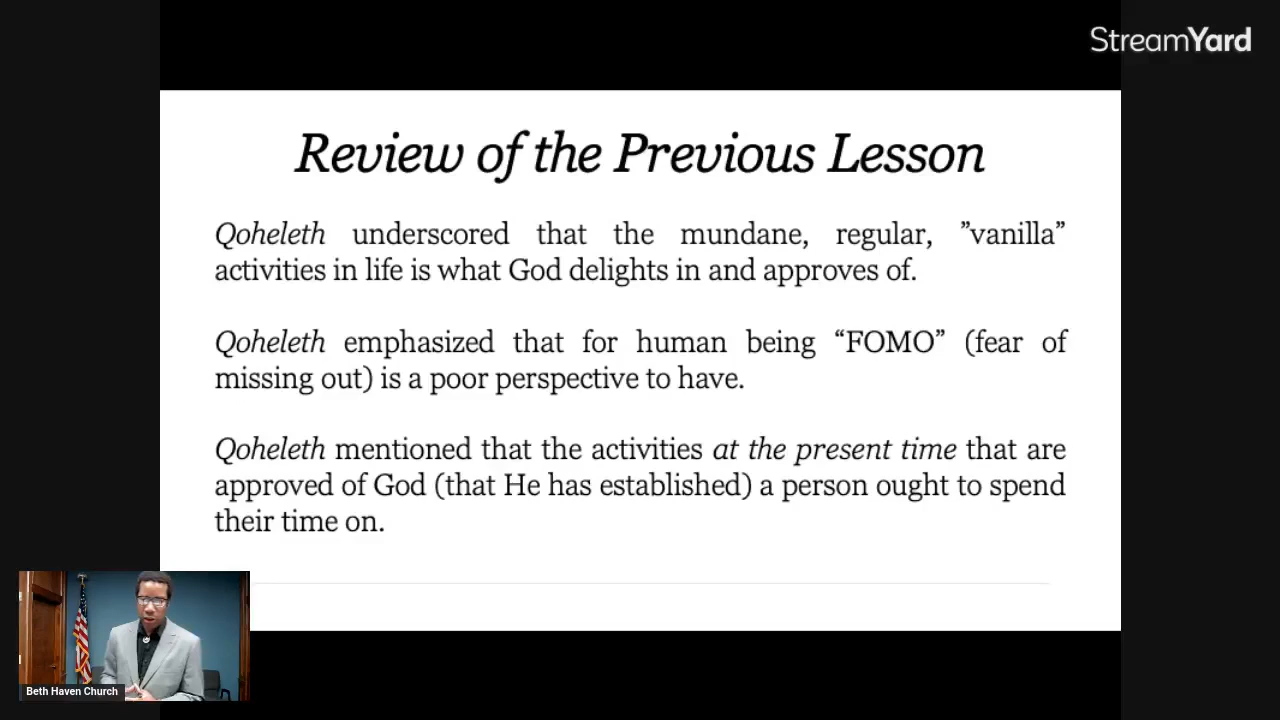 StreamYard
Review of the Previous Lesson
Qoheleth underscored that the mundane, regular, ”vanilla”
activities in life is what God delights in and approves of.
Qoheleth emphasized that for human being “FOMO” (fear of
missing out) is a poor perspective to have.
Qoheleth mentioned that the activities at the present time that are
approved of God (that He has established) a person ought to spend
their time on.
Beth Haven Church